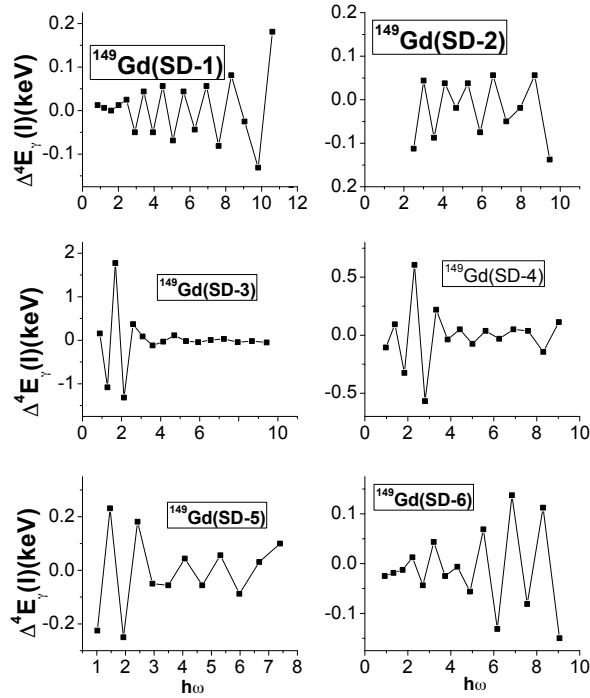 0.2
0.1
0.0
-0.1
Δ⁴E_γ(I)(keV)
¹⁴⁹Gd(SD-1)
0 2 4 6 8 10 12
0.2
0.1
0.0
-0.1
0.2
¹⁴⁹Gd(SD-2)
0 2 4 6 8 10
2
1
0
-1
Δ⁴E_γ(I)(keV)
¹⁴⁹Gd(SD-3)
0 2 4 6 8 10
0.5
0.0
-0.5
¹⁴⁹Gd(SD-4)
0 2 4 6 8 10
0.2
0.0
-0.2
Δ⁴E_γ(I)(keV)
¹⁴⁹Gd(SD-5)
1 2 3 4 5 6 7 8
hω
0.1
0.0
-0.1
¹⁴⁹Gd(SD-6)
0 2 4 6 8 10
hω